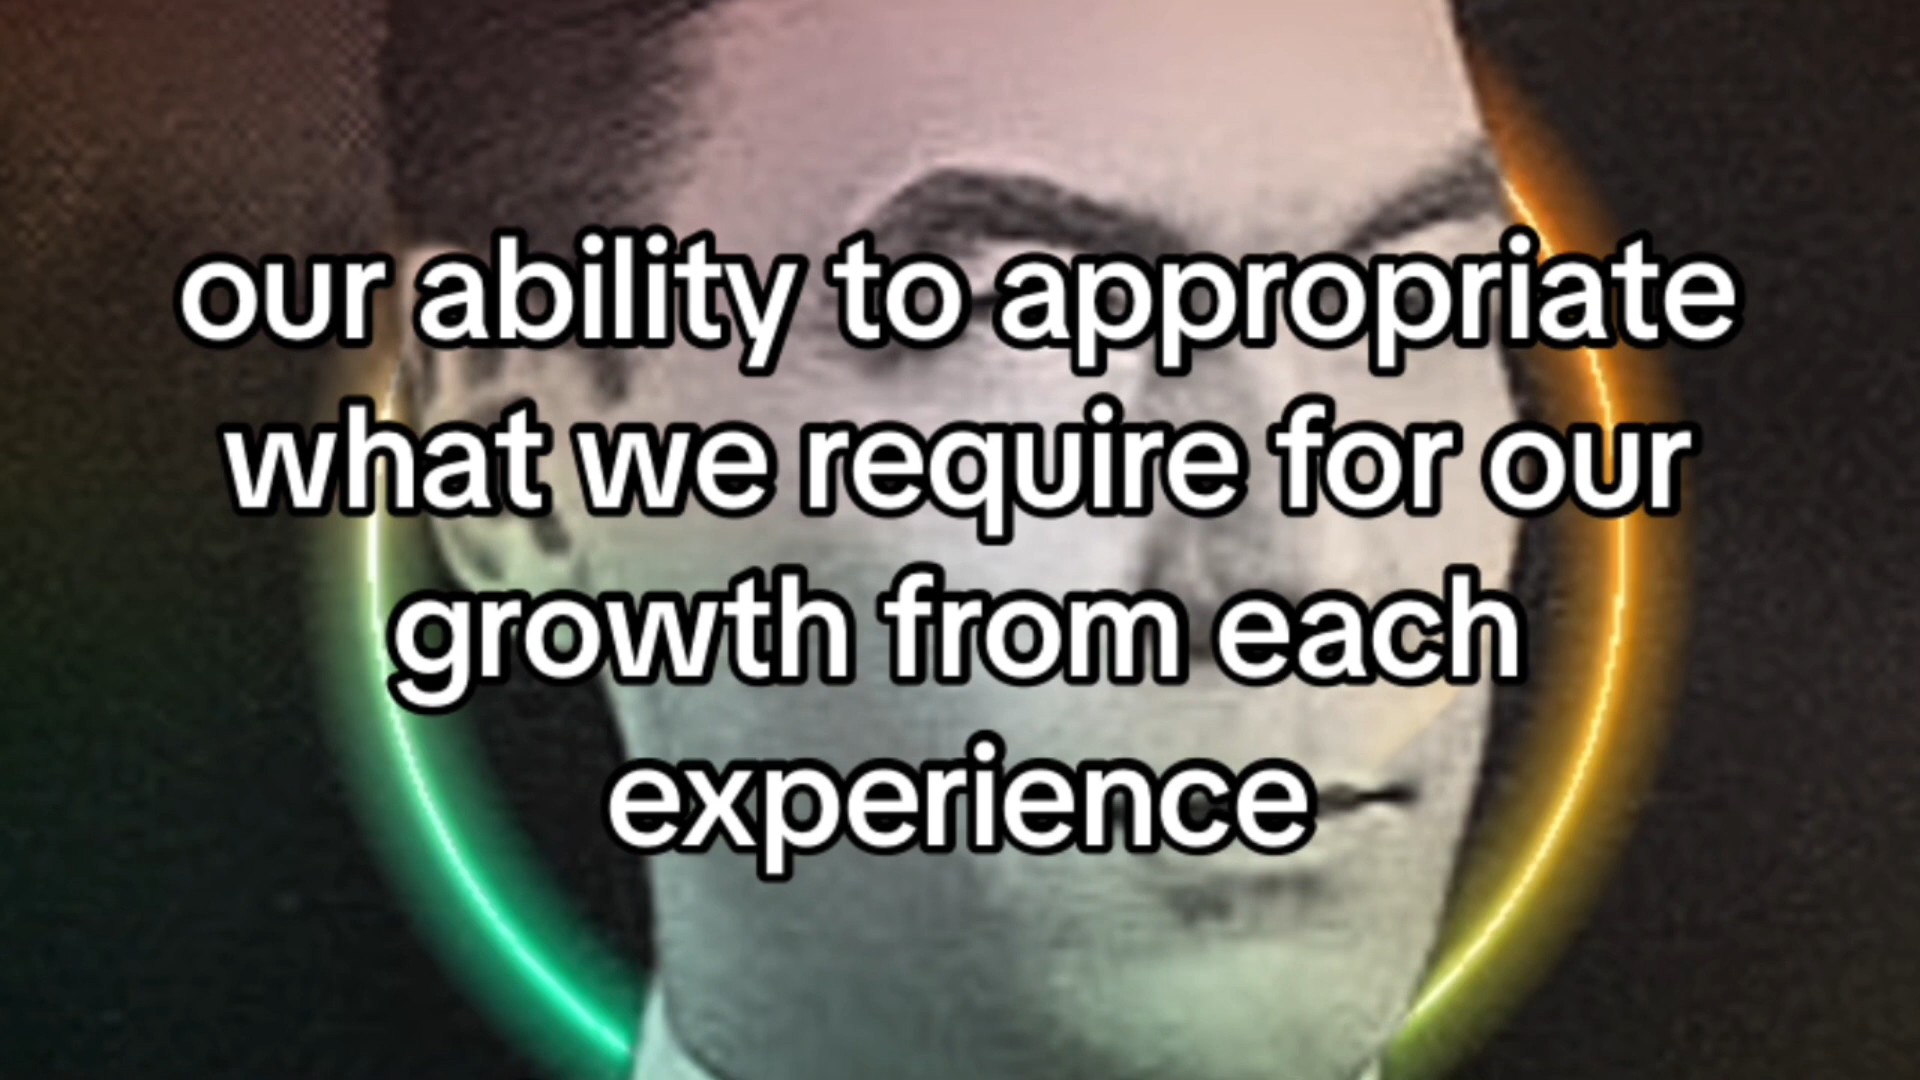 our ability to appropriate
what we require for our
growth from each
experience